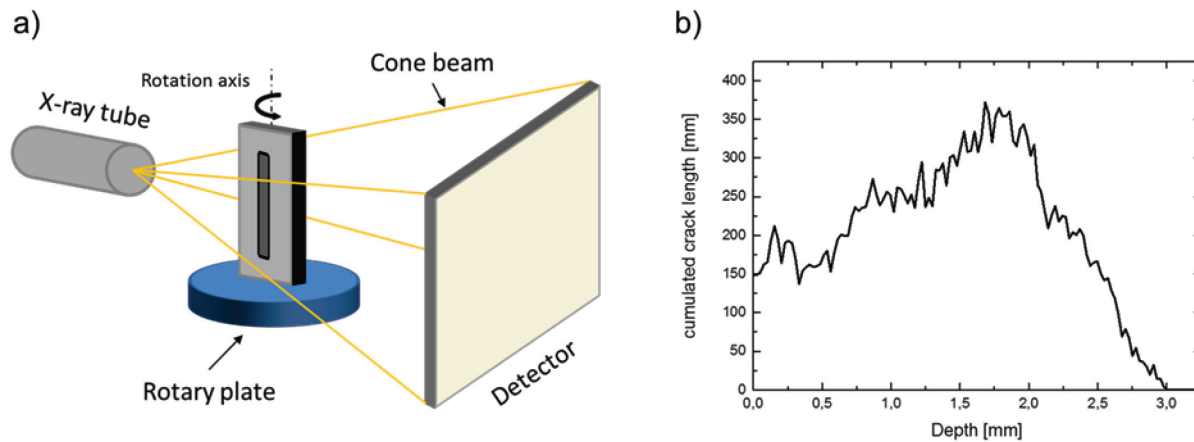 a)
X-ray tube
Rotation axis
Cone beam
Rotary plate
Detector
b)
cumulated crack length [mm]
400
350
300
250
200
150
100
50
0
0,0
0,5
1,0
1,5
2,0
2,5
3,0
Depth [mm]